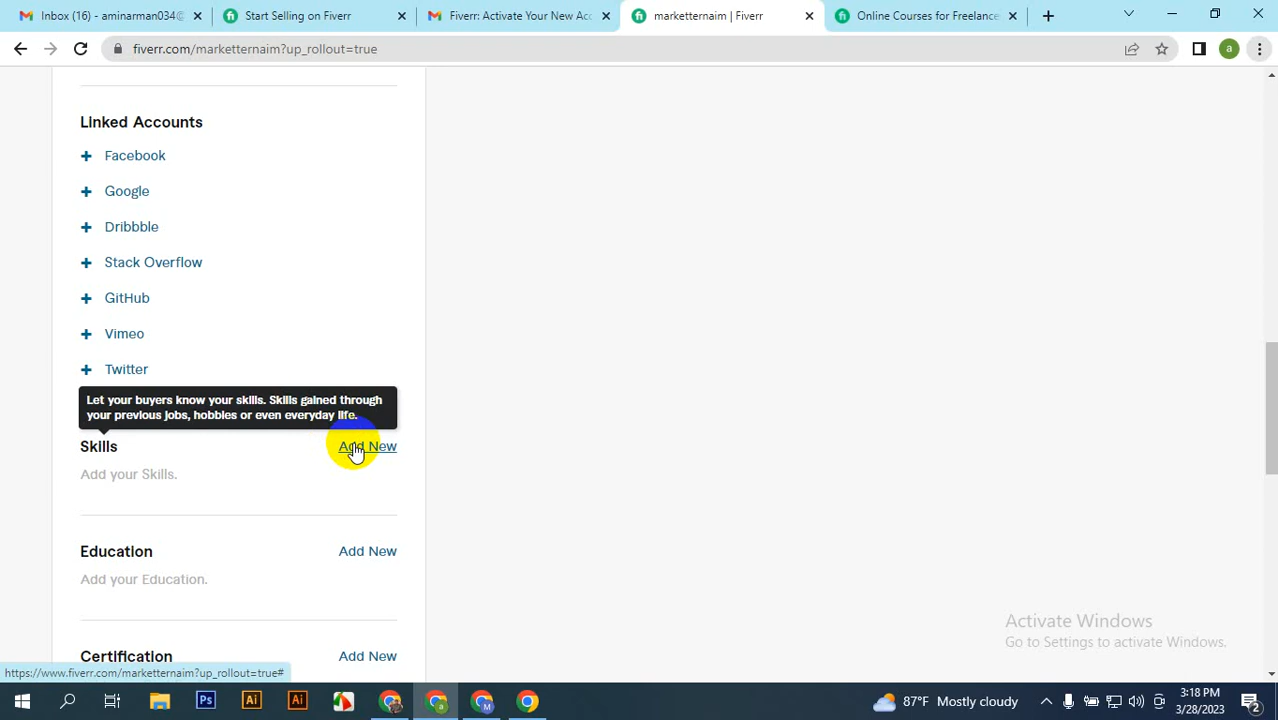 Inbox (16) - aminarman034@
Start Selling on Fiverr
Fiverr: Activate Your New Acc
marketternaim | Fiverr
Online Courses for Freelance
fiverr.com/marketternaim?up_rollout=true
a
Linked Accounts
Facebook
Google
Dribbble
Stack Overflow
GitHub
Vimeo
Twitter
Let your buyers know your skills. Skills gained through
your previous jobs, hobbies or even everyday life.
Skills
Add New
Add your Skills.
Education
Add New
Add your Education.
Certification
Add New
Activate Windows
Go to Settings to activate Windows.
https://www.fiverr.com/marketternaim?up_rollout=true#
87°F Mostly cloudy
3:18 PM
3/28/2023
2